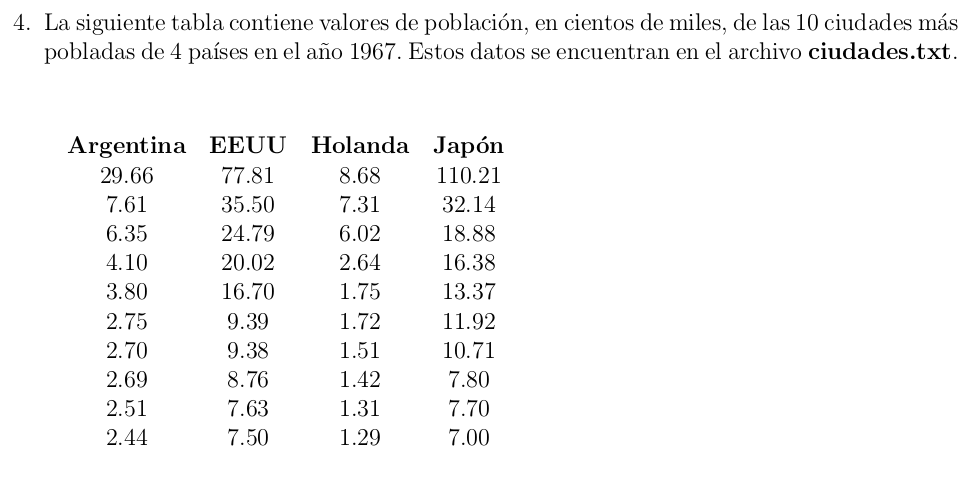 4. La siguiente tabla contiene valores de población, en cientos de miles, de las 10 ciudades más
pobladas de 4 países en el año 1967. Estos datos se encuentran en el archivo ciudades.txt.
Argentina EEUU Holanda Japón
29.66 77.81 8.68 110.21
7.61 35.50 7.31 32.14
6.35 24.79 6.02 18.88
4.10 20.02 2.64 16.38
3.80 16.70 1.75 13.37
2.75 9.39 1.72 11.92
2.70 9.38 1.51 10.71
2.69 8.76 1.42 7.80
2.51 7.63 1.31 7.70
2.44 7.50 1.29 7.00